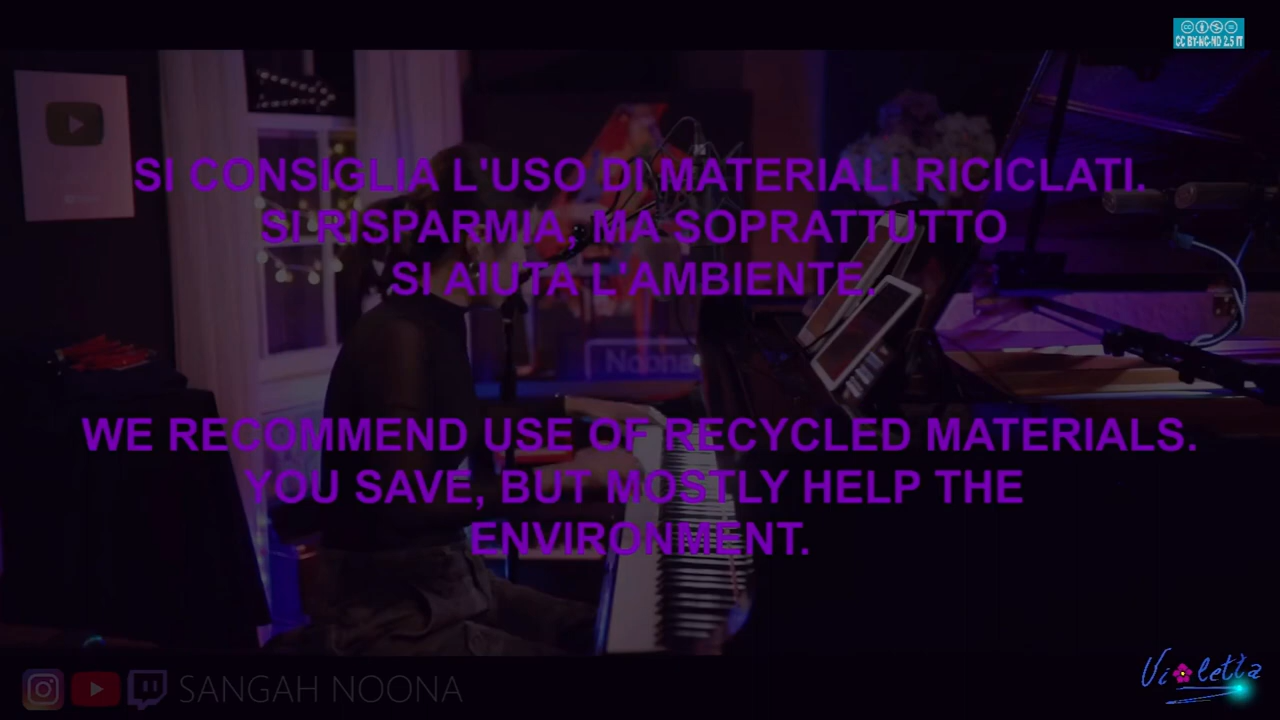 CC BY-NC-ND 2.5 IT
SI CONSIGLIA L'USO DI MATERIALI RICICLATI.
SI RISPARMIA, MA SOPRATTUTTO
SI AIUTA L'AMBIENTE.
Noona
WE RECOMMEND USE OF RECYCLED MATERIALS.
YOU SAVE, BUT MOSTLY HELP THE
ENVIRONMENT.
SANGAH NOONA
Violetta